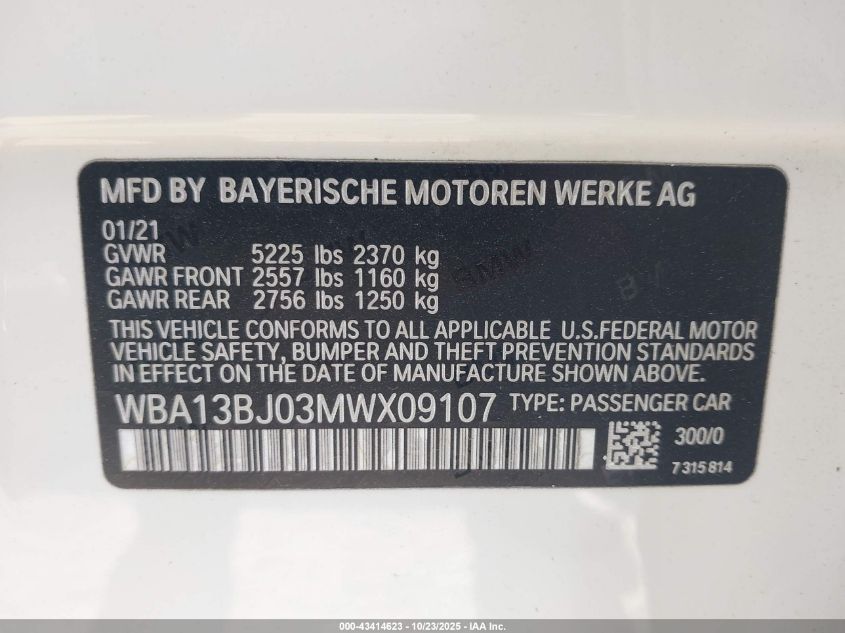 MFD BY BAYERISCHE MOTOREN WERKE AG
01/21
GVWR 5225 lbs 2370 kg
GAWR FRONT 2557 lbs 1160 kg
GAWR REAR 2756 lbs 1250 kg
THIS VEHICLE CONFORMS TO ALL APPLICABLE U.S.FEDERAL MOTOR
VEHICLE SAFETY, BUMPER AND THEFT PREVENTION STANDARDS
IN EFFECT ON THE DATE OF MANUFACTURE SHOWN ABOVE.
WBA13BJ03MWX09107 TYPE: PASSENGER CAR
300/0
7 315 814
000-43414623 - 10/23/2025 - IAA Inc.